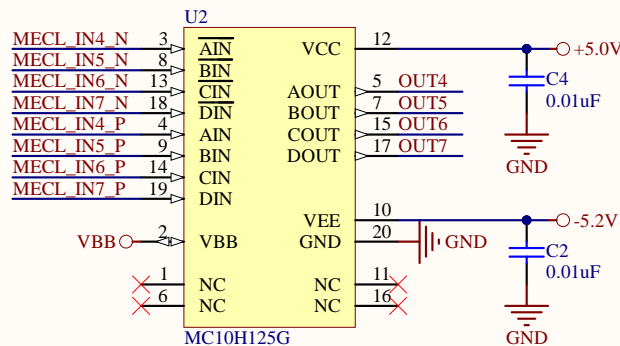 U2
MECL_IN4_N 3 AIN VCC 12 +5.0V
MECL_IN5_N 8 BIN
MECL_IN6_N 13 CIN AOUT 5 OUT4 C4
MECL_IN7_N 18 DIN BOUT 7 OUT5 0.01uF
MECL_IN4_P 4 AIN COUT 15 OUT6
MECL_IN5_P 9 BIN DOUT 17 OUT7
GND
MECL_IN6_P 14 CIN
MECL_IN7_P 19 DIN
VEE 10 -5.2V
VBB 2 VBB GND 20 GND
C2
0.01uF
1 NC NC 11
6 NC NC 16
MC10H125G GND